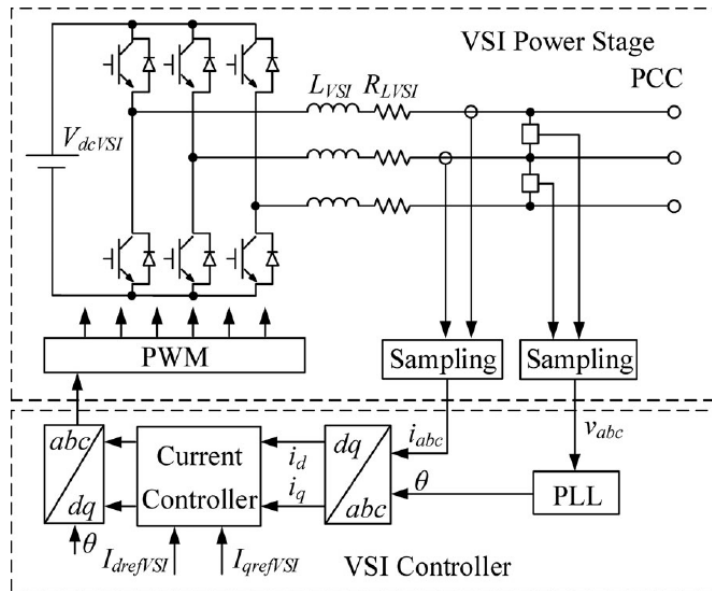 VSI Power Stage
PCC
L_VSI R_LVSI
V_dcVSI
PWM
Sampling
Sampling
abc
dq
Current
Controller
i_d
i_q
dq
abc
i_abc
θ
v_abc
PLL
θ
I_drefVSI
I_qrefVSI
VSI Controller